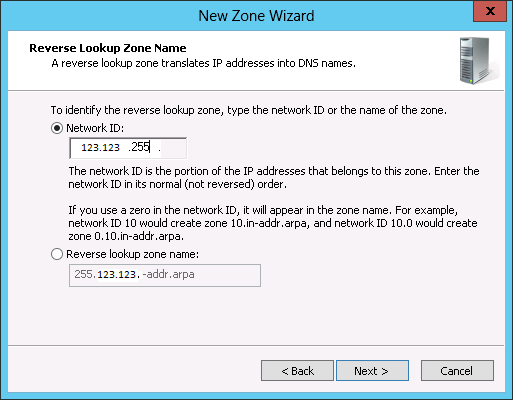 New Zone Wizard
X
Reverse Lookup Zone Name
A reverse lookup zone translates IP addresses into DNS names.
To identify the reverse lookup zone, type the network ID or the name of the zone.
Network ID:
123.123 .255 .
The network ID is the portion of the IP addresses that belongs to this zone. Enter the
network ID in its normal (not reversed) order.
If you use a zero in the network ID, it will appear in the zone name. For example,
network ID 10 would create zone 10.in-addr.arpa, and network ID 10.0 would create
zone 0.10.in-addr.arpa.
Reverse lookup zone name:
255.123.123.-addr.arpa
< Back
Next >
Cancel